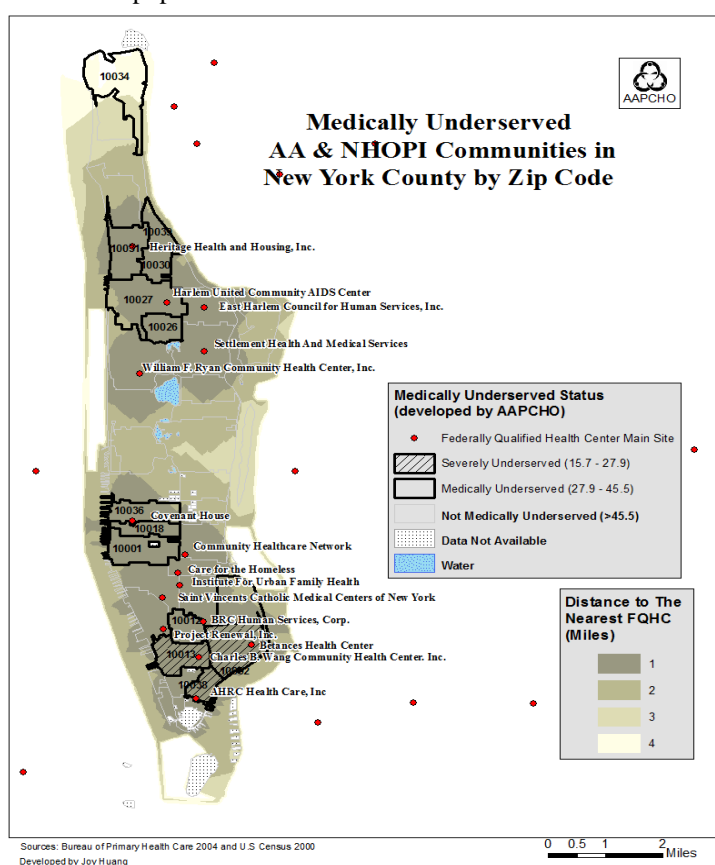 10034
AAPCHO
Medically Underserved
AA & NHOPI Communities in
New York County by Zip Code
10039
10031
Heritage Health and Housing, Inc.
10030
Harlem United Community AIDS Center
10027
East Harlem Council for Human Services, Inc.
10026
Settlement Health And Medical Services
William F. Ryan Community Health Center, Inc.
Medically Underserved Status
(developed by AAPCHO)
Federally Qualified Health Center Main Site
Severely Underserved (15.7 - 27.9)
Medically Underserved (27.9 - 45.5)
Not Medically Underserved (>45.5)
Data Not Available
Water
10036
Covenant House
10018
10001
Community Healthcare Network
Care for the Homeless
Institute For Urban Family Health
Saint Vincents Catholic Medical Centers of New York
10012
BRC Human Services, Corp.
Project Renewal, Inc.
Betances Health Center
10013
Charles B. Wang Community Health Center. Inc.
10002
10038
AHRC Health Care, Inc
Distance to The
Nearest FQHC
(Miles)
1
2
3
4
Sources: Bureau of Primary Health Care 2004 and U.S Census 2000
Developed by Joy Huang
0 0.5 1 2
Miles